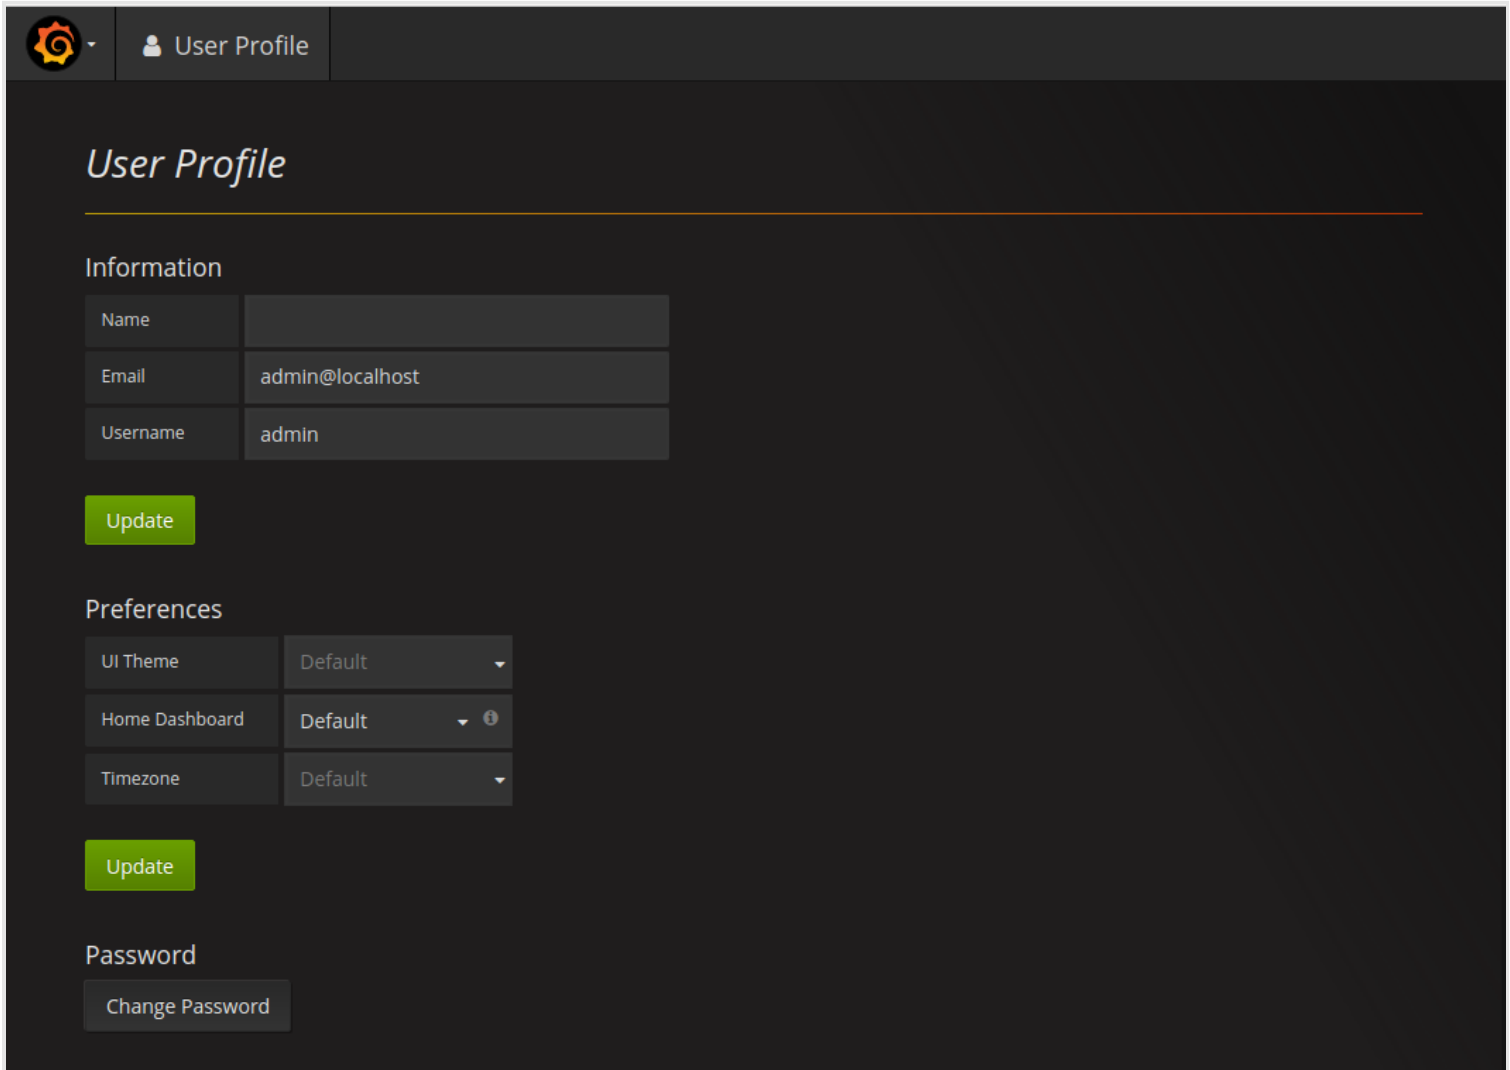 User Profile
User Profile
Information
Name
Email admin@localhost
Username admin
Update
Preferences
UI Theme Default
Home Dashboard Default
Timezone Default
Update
Password
Change Password